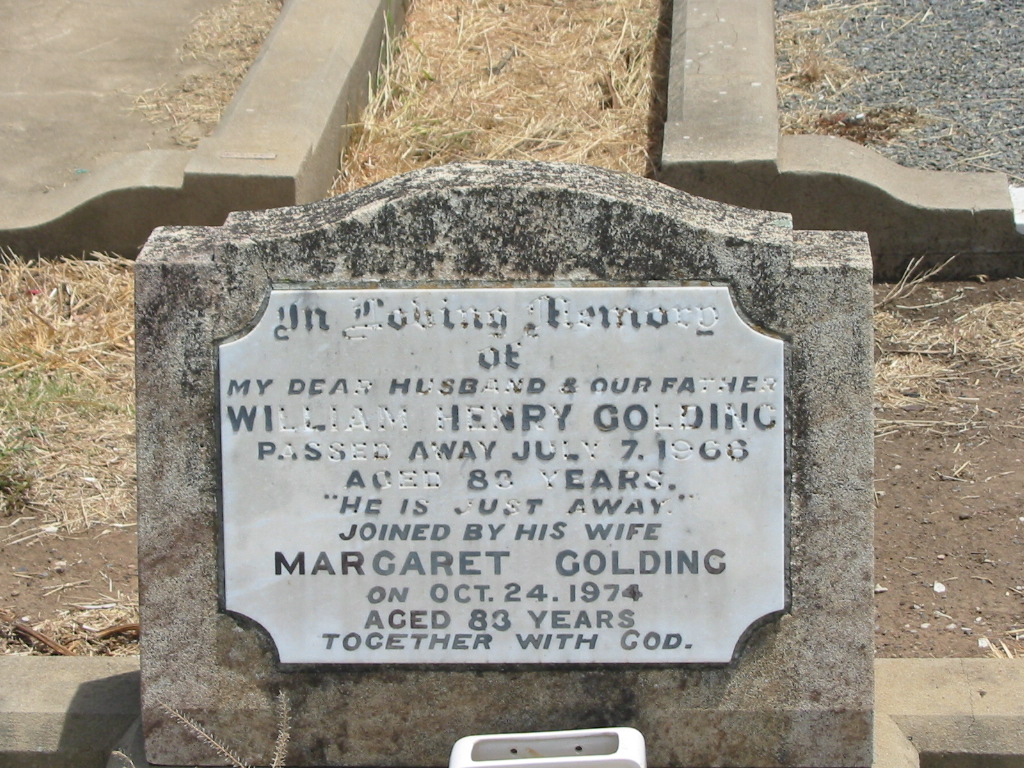 In Loving Memory
of
MY DEAR HUSBAND & OUR FATHER
WILLIAM HENRY GOLDING
PASSED AWAY JULY 7. 1966
AGED 83 YEARS.
"HE IS JUST AWAY."
JOINED BY HIS WIFE
MARGARET GOLDING
ON OCT. 24. 1974
AGED 83 YEARS
TOGETHER WITH GOD.